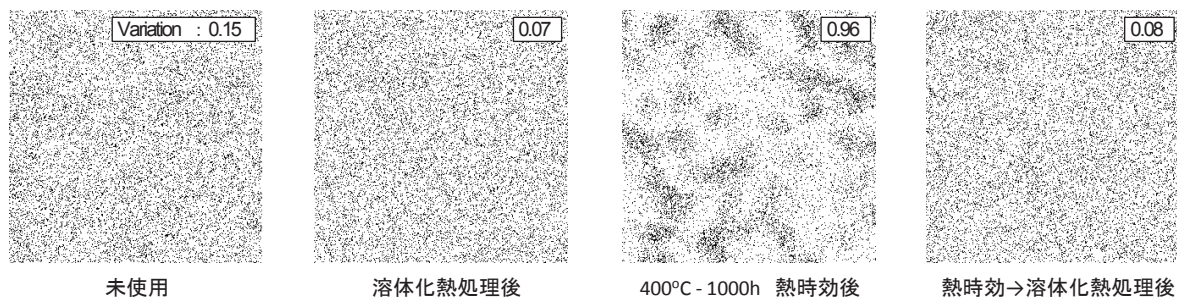 Variation : 0.15
0.07
0.96
0.08
未使用
溶体化熱処理後
400℃ - 1000h 熱時効後
熱時効→溶体化熱処理後